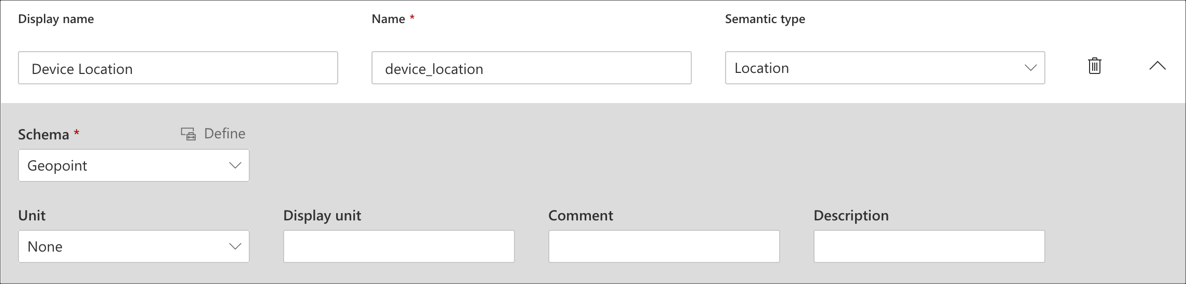 Display name Name * Semantic type
Device Location device_location Location
Schema * Define
Geopoint
Unit Display unit Comment Description
None